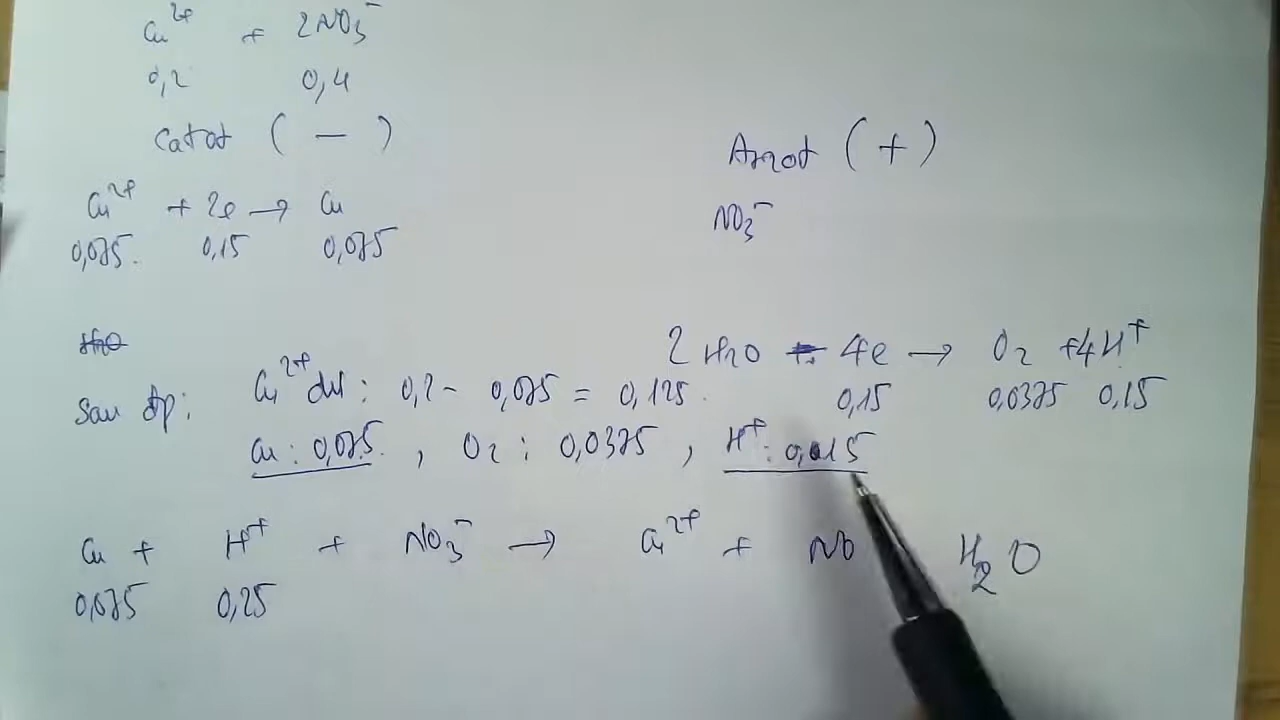 Cu²⁺ + 2NO₃⁻
0,2 0,4
Catot ( — )
Anot ( + )
Cu²⁺ + 2e → Cu
NO₃⁻
0,075. 0,15 0,075
2 H₂O - 4e → O₂ + 4H⁺
0,15 0,0375 0,15
Sau đp: Cu²⁺ dư : 0,2 - 0,075 = 0,125.
Cu : 0,075. , O₂ : 0,0375 , H⁺ : 0,15
Cu + H⁺ + NO₃⁻ → Cu²⁺ + NO H₂O
0,075 0,25